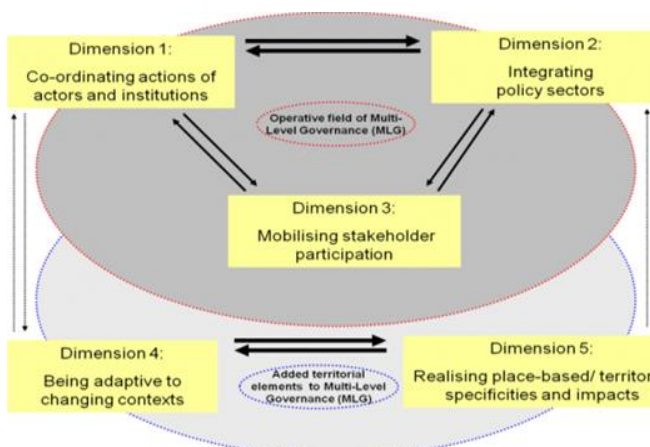 Dimension 1:
Co-ordinating actions of
actors and institutions
Dimension 2:
Integrating
policy sectors
Operative field of Multi-
Level Governance (MLG)
Dimension 3:
Mobilising stakeholder
participation
Dimension 4:
Being adaptive to
changing contexts
Added territorial
elements to Multi-Level
Governance (MLG)
Dimension 5:
Realising place-based/ territor
specificities and impacts